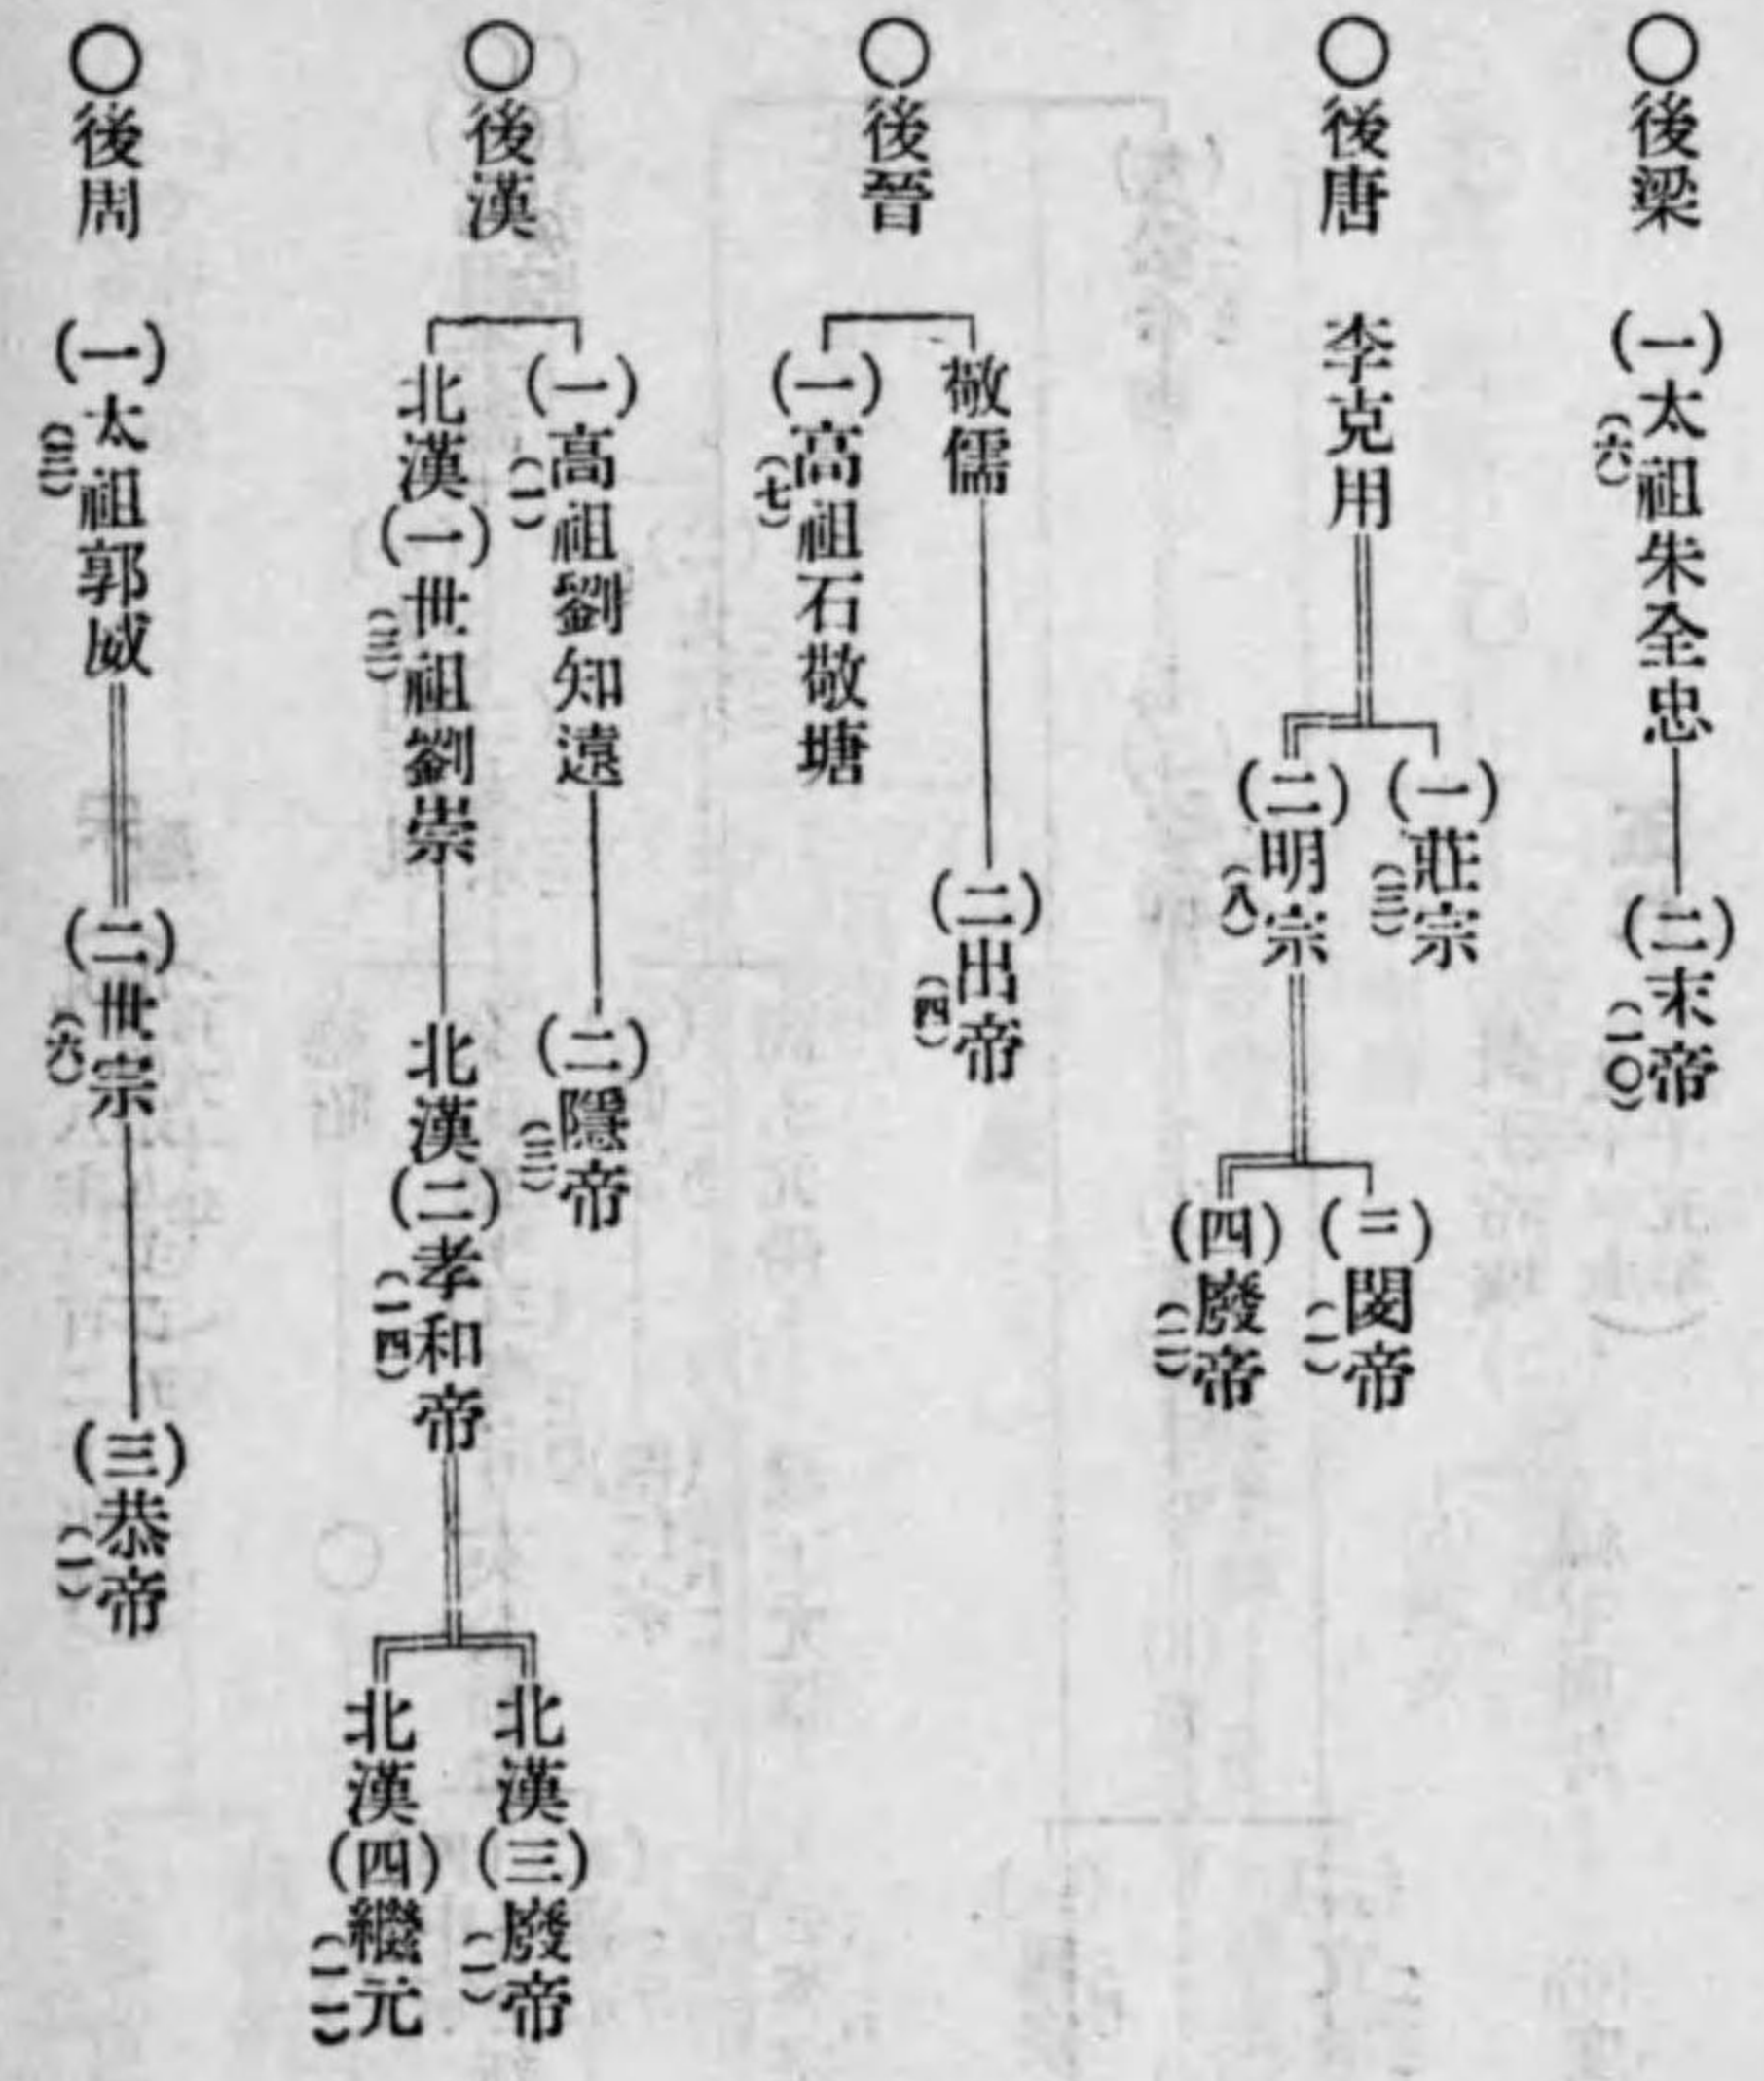 ○後梁
(一)太祖朱全忠
(六)
(二)末帝
(一〇)
○後唐
李克用
(一)莊宗
(三)
(二)明宗
(八)
(三)閔帝
(一)
(四)廢帝
(二)
○後晉
敬儒
(一)高祖石敬塘
(七)
(二)出帝
(四)
○後漢
(一)高祖劉知遠
(一)
(二)隱帝
(三)
北漢(一)世祖劉崇
(三)
北漢(二)孝和帝
(一四)
北漢(三)廢帝
(一)
北漢(四)繼元
(一一)
○後周
(一)太祖郭威
(三)
(二)世宗
(六)
(三)恭帝
(一)